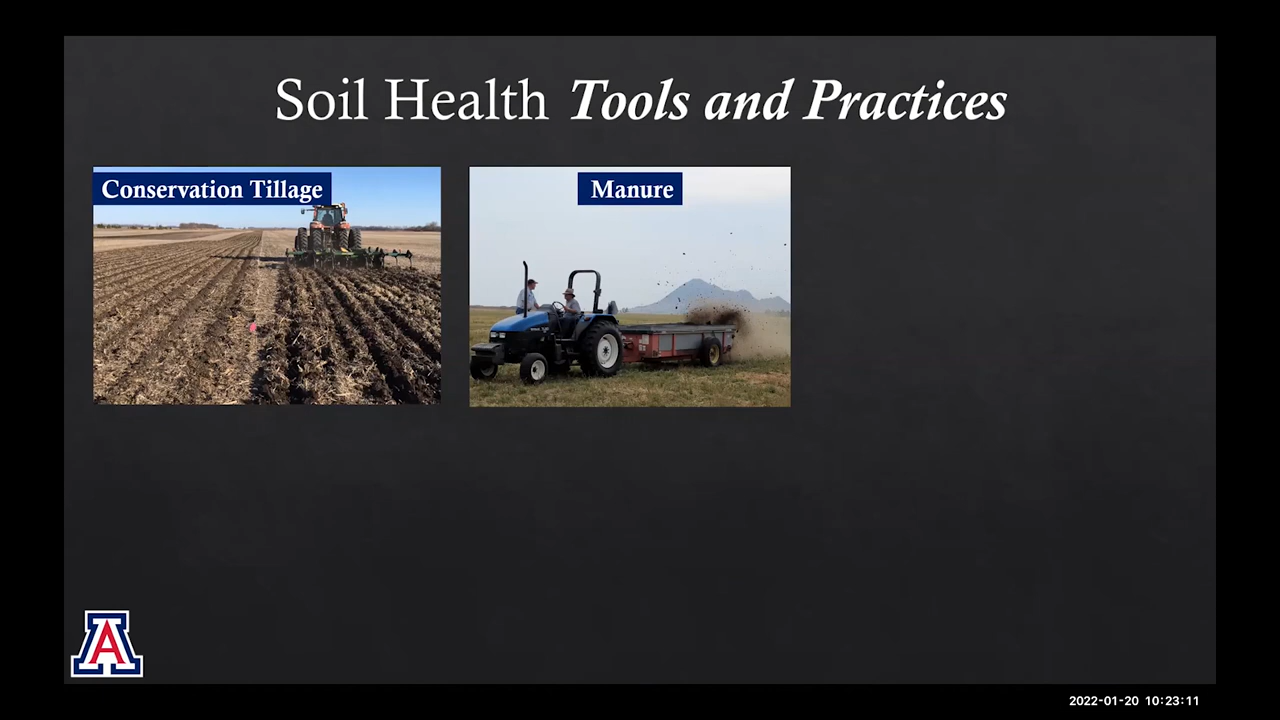 Soil Health Tools and Practices
Conservation Tillage
Manure
A
2022-01-20 10:23:11